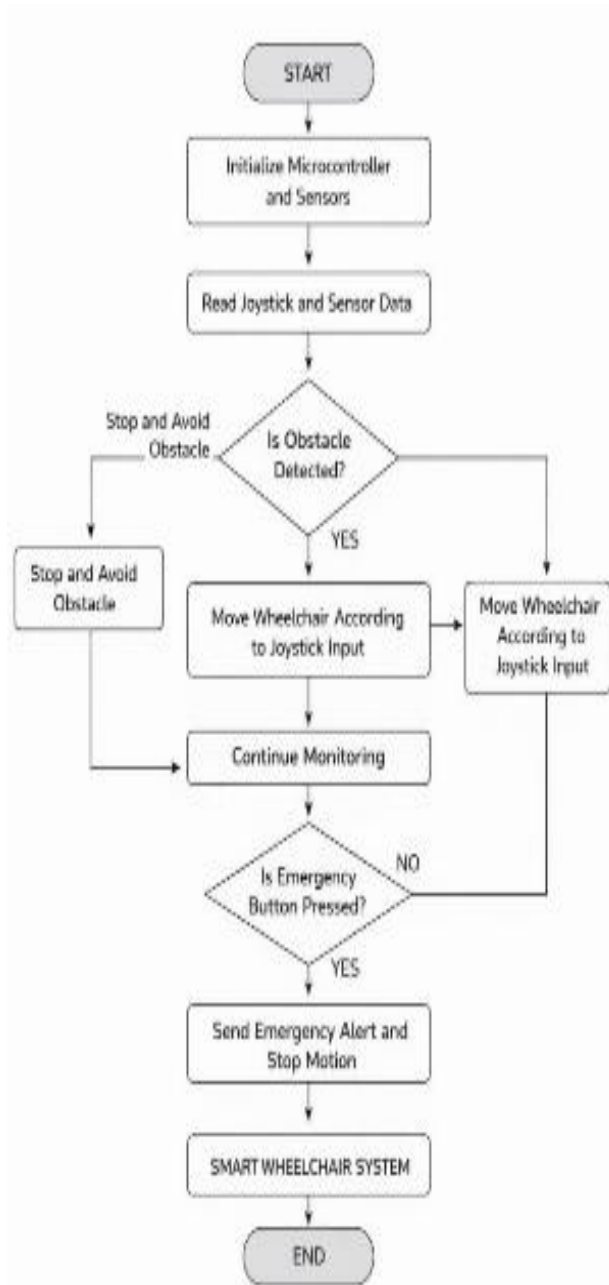 START
Initialize Microcontroller
and Sensors
Read Joystick and Sensor Data
Stop and Avoid
Obstacle
Is Obstacle
Detected?
YES
Stop and Avoid
Obstacle
Move Wheelchair According
to Joystick Input
Move Wheelchair
According to
Joystick Input
Continue Monitoring
Is Emergency
Button Pressed?
NO
YES
Send Emergency Alert and
Stop Motion
SMART WHEELCHAIR SYSTEM
END